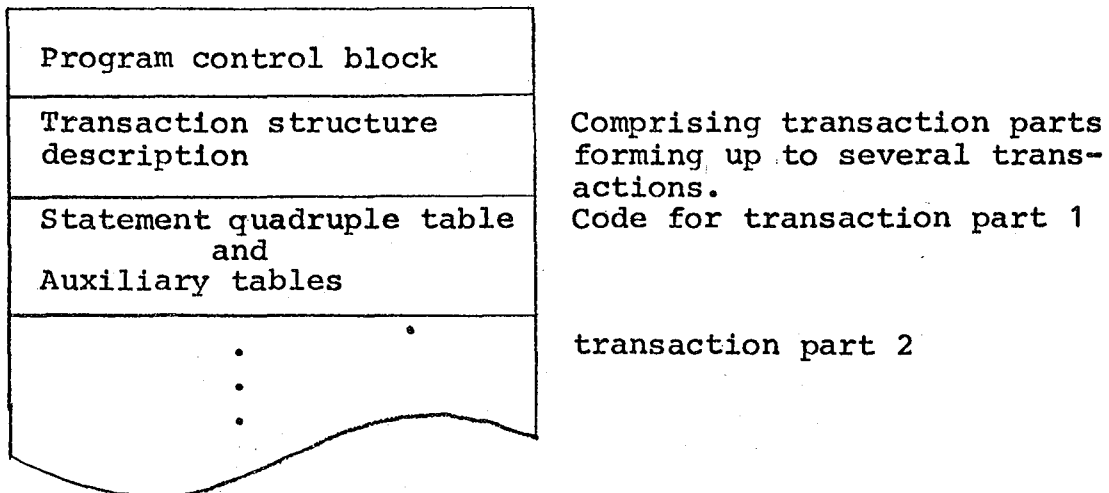 Program control block
Transaction structure
description
Comprising transaction parts
forming up to several trans-
actions.
Statement quadruple table
and
Auxiliary tables
Code for transaction part 1
transaction part 2